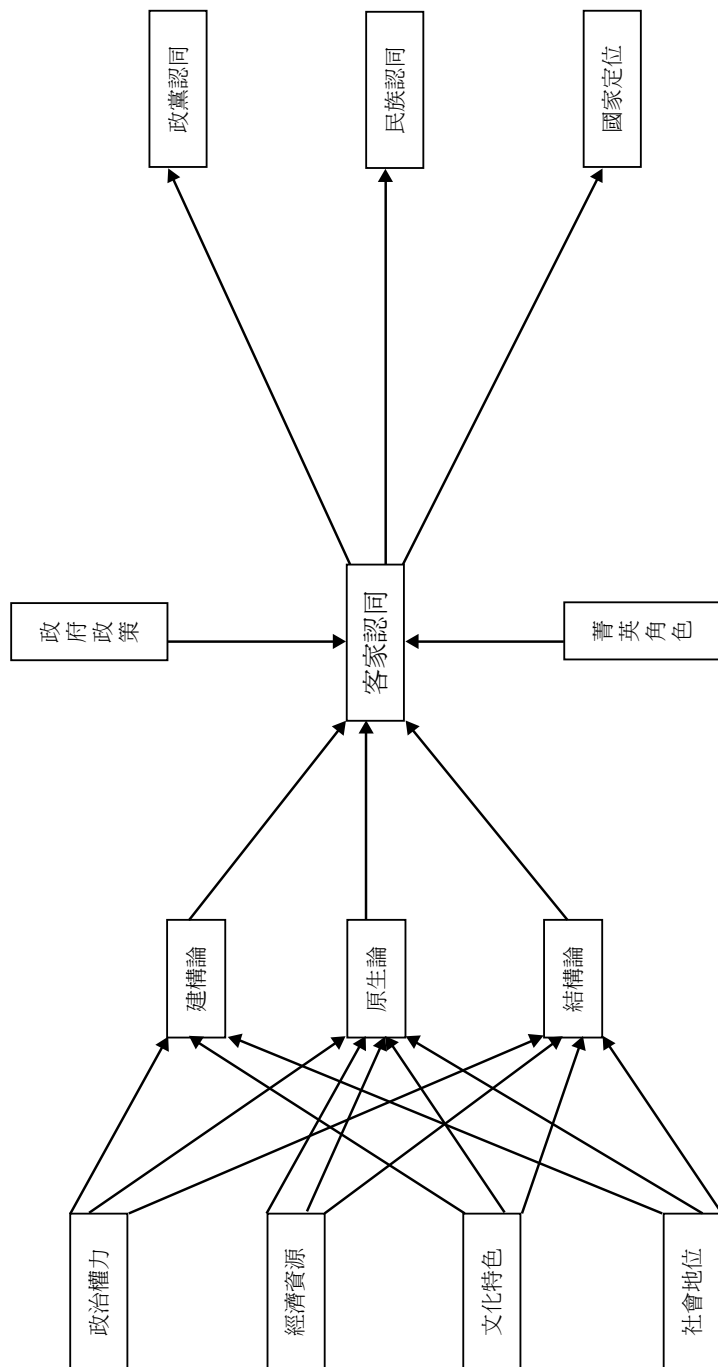 政黨認同
民族認同
國家定位
政府政策
客家認同
菁英角色
建構論
原生論
結構論
政治權力
經濟資源
文化特色
社會地位